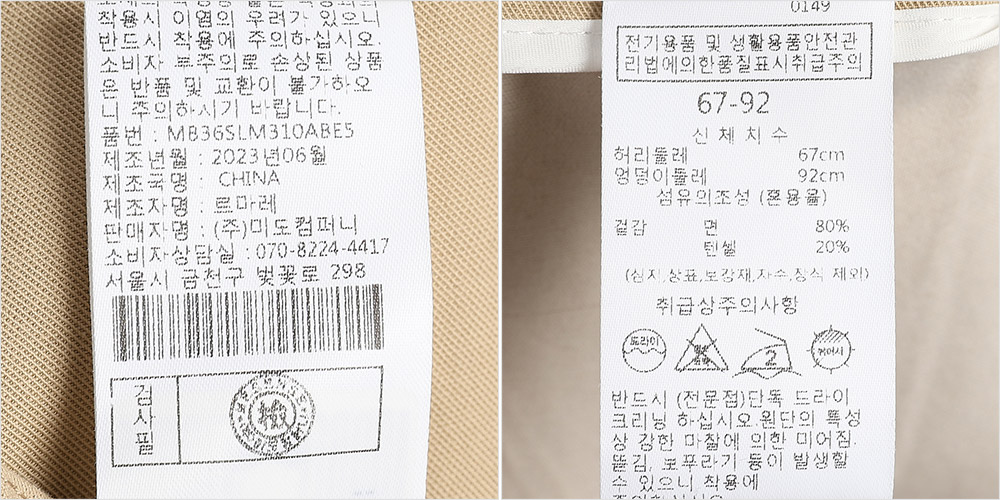 착용시 이염의 우려가 있으니
반드시 착용에 주의하십시오.
소비자 부주의로 손상된 상품
은 반품 및 교환이 불가하오
니 주의하시기 바랍니다.
품번 : MB36SLM310ABE5
제조년월 : 2023년06월
제조국명 : CHINA
제조자명 : 르마레
판매자명 : (주)미도컴퍼니
소비자상담실 : 070-8224-4417
서울시 금천구 벚꽃로 298
검사필
0149
전기용품 및 생활용품안전관
리법에의한품질표시취급주의
67-92
신체치수
허리둘레 67cm
엉덩이둘레 92cm
섬유의조성 (혼용율)
겉감 면 80%
텐셀 20%
(심지,상표,보강재,자수,장식 제외)
취급상주의사항
드라이
2
뉘어서
반드시 (전문점)단독 드라이
크리닝 하십시오.원단의 특성
상 강한 마찰에 의한 미어짐.
뜯김, 보푸라기 등이 발생할
수 있으니 착용에